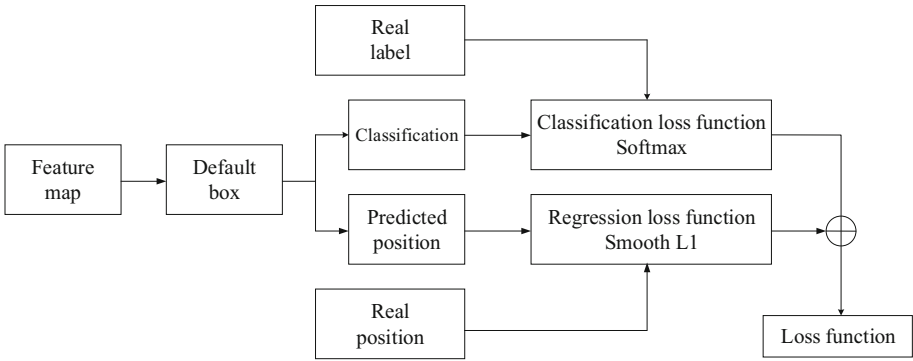 Real
label
Classification
Classification loss function
Softmax
Feature
map
Default
box
Predicted
position
Regression loss function
Smooth L1
Real
position
Loss function